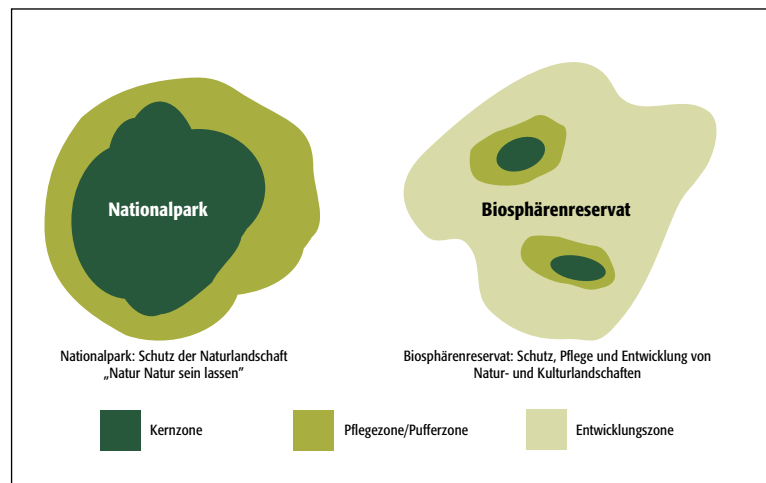 Nationalpark
Biosphärenreservat
Nationalpark: Schutz der Naturlandschaft
„Natur Natur sein lassen”
Biosphärenreservat: Schutz, Pflege und Entwicklung von
Natur- und Kulturlandschaften
Kernzone
Pflegezone/Pufferzone
Entwicklungszone